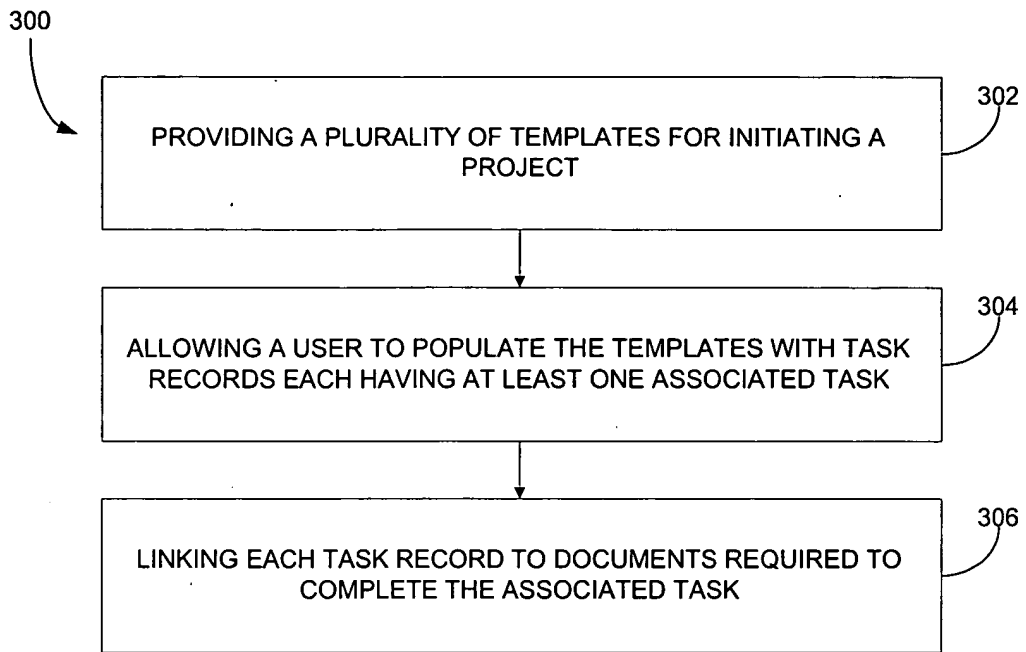 300
302
PROVIDING A PLURALITY OF TEMPLATES FOR INITIATING A
PROJECT
304
ALLOWING A USER TO POPULATE THE TEMPLATES WITH TASK
RECORDS EACH HAVING AT LEAST ONE ASSOCIATED TASK
306
LINKING EACH TASK RECORD TO DOCUMENTS REQUIRED TO
COMPLETE THE ASSOCIATED TASK